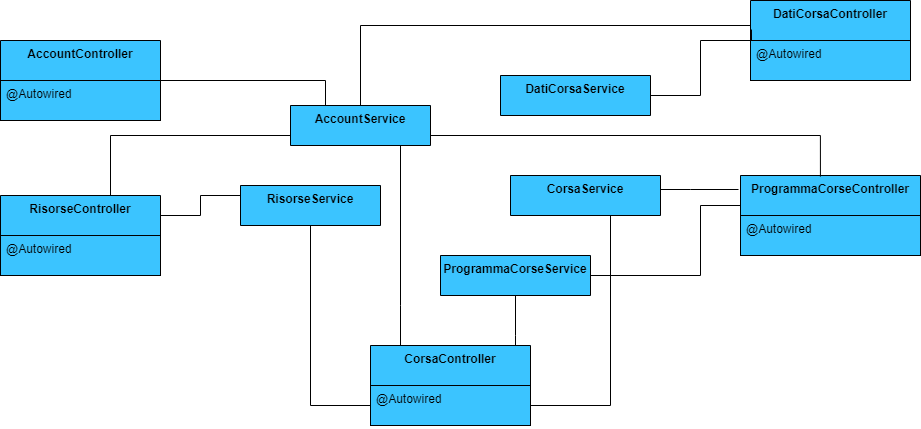 DatiCorsaController
@Autowired
AccountController
@Autowired
DatiCorsaService
AccountService
RisorseController
@Autowired
RisorseService
CorsaService
ProgrammaCorseController
@Autowired
ProgrammaCorseService
CorsaController
@Autowired